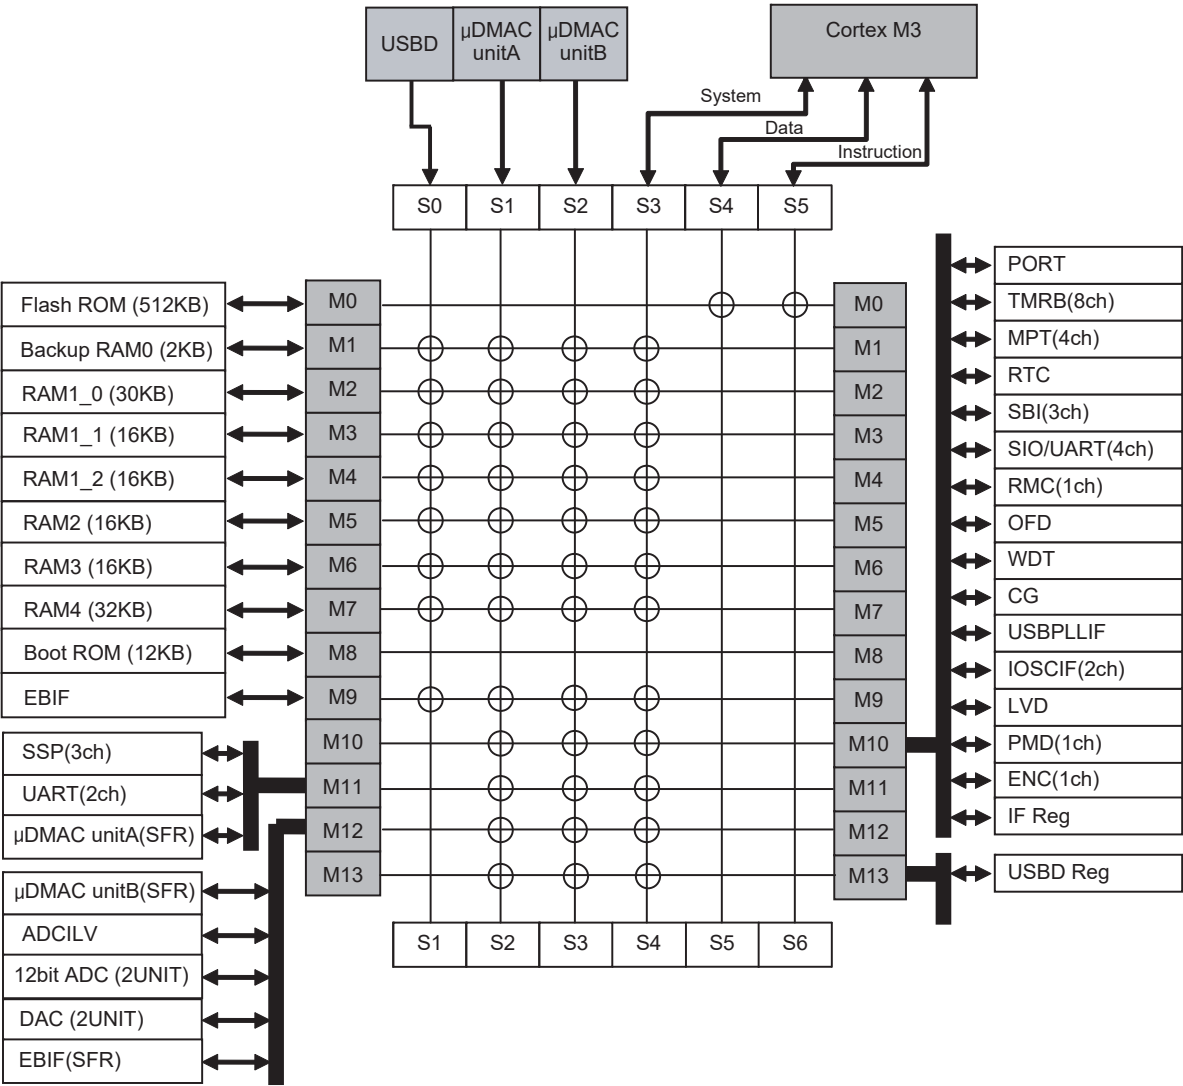 USBD
µDMAC
unitA
µDMAC
unitB
Cortex M3
System
Data
Instruction
S0
S1
S2
S3
S4
S5
Flash ROM (512KB)
Backup RAM0 (2KB)
RAM1_0 (30KB)
RAM1_1 (16KB)
RAM1_2 (16KB)
RAM2 (16KB)
RAM3 (16KB)
RAM4 (32KB)
Boot ROM (12KB)
EBIF
SSP(3ch)
UART(2ch)
µDMAC unitA(SFR)
µDMAC unitB(SFR)
ADCILV
12bit ADC (2UNIT)
DAC (2UNIT)
EBIF(SFR)
M0
M1
M2
M3
M4
M5
M6
M7
M8
M9
M10
M11
M12
M13
M0
M1
M2
M3
M4
M5
M6
M7
M8
M9
M10
M11
M12
M13
PORT
TMRB(8ch)
MPT(4ch)
RTC
SBI(3ch)
SIO/UART(4ch)
RMC(1ch)
OFD
WDT
CG
USBPLLIF
IOSCIF(2ch)
LVD
PMD(1ch)
ENC(1ch)
IF Reg
USBD Reg
S1
S2
S3
S4
S5
S6